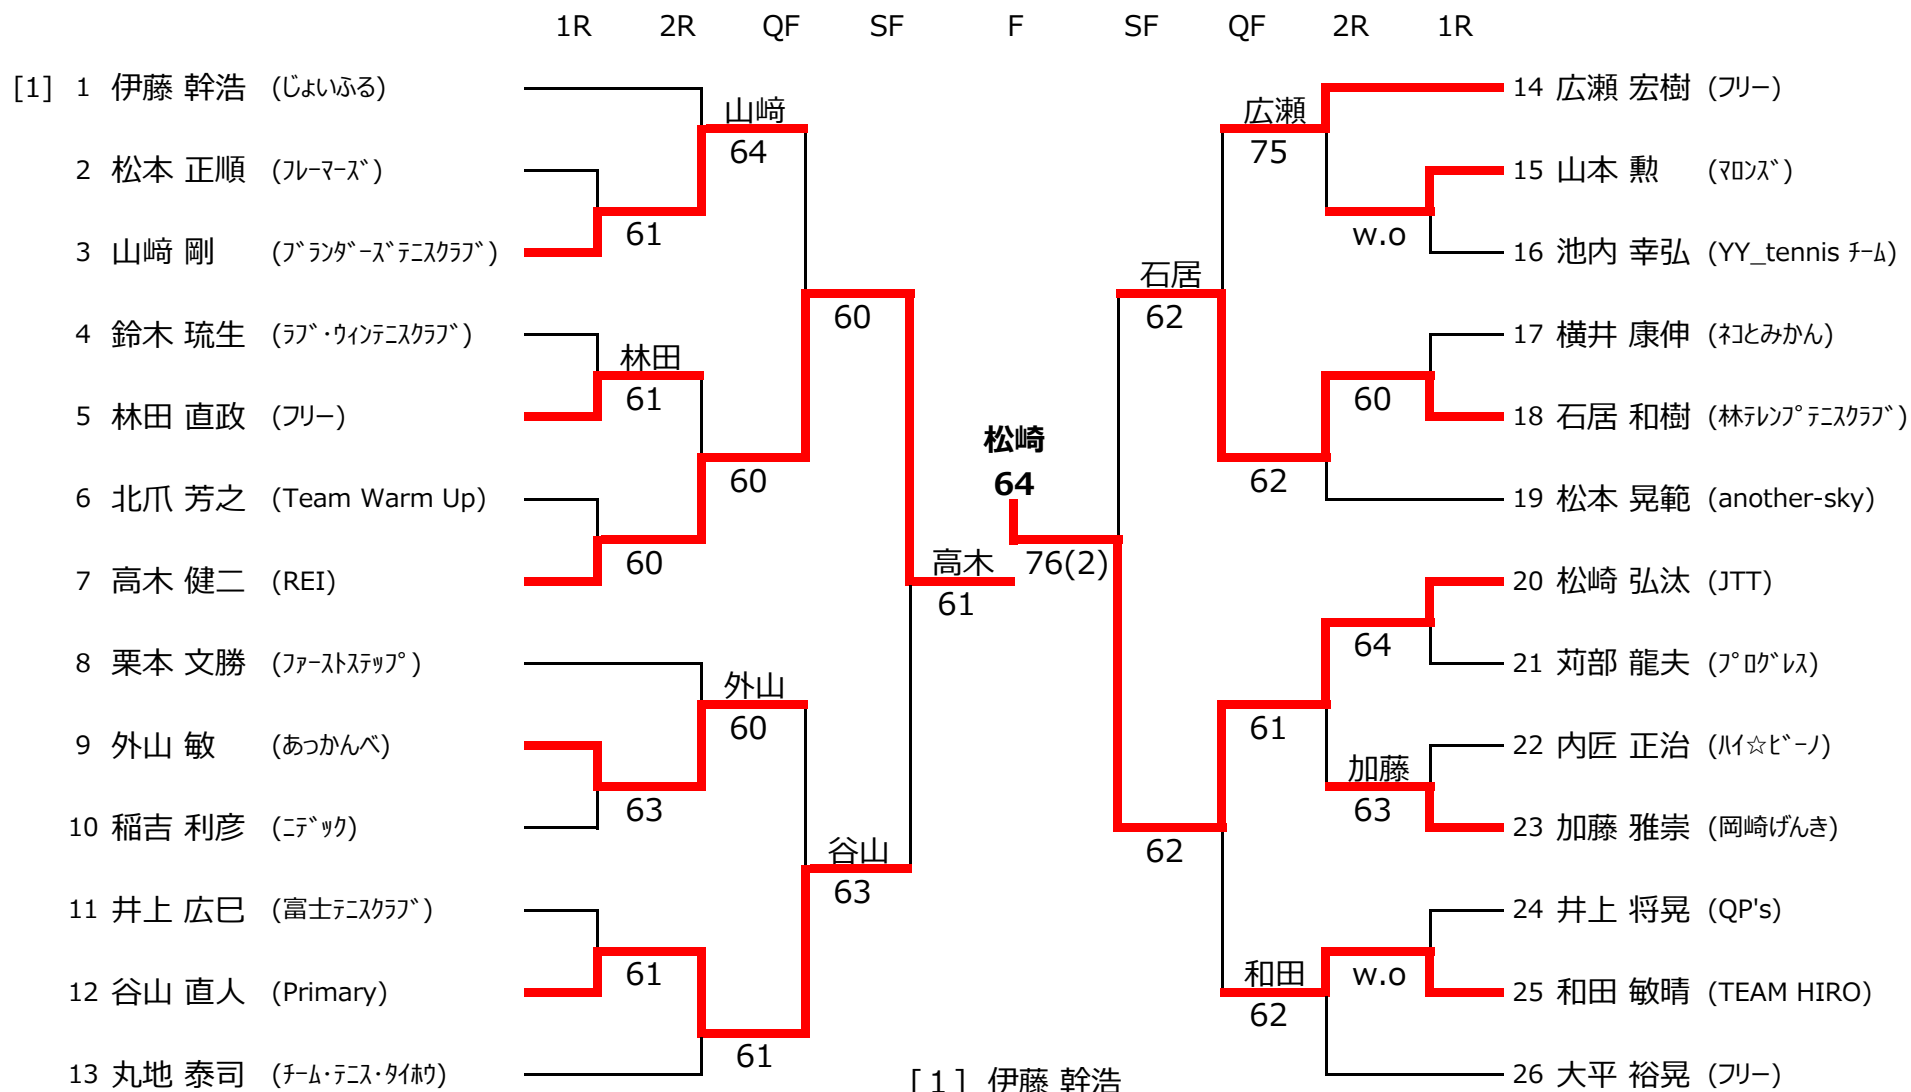 1R 2R QF SF F SF QF 2R 1R
[1] 1 伊藤 幹浩 (じょいふる)
2 松本 正順 (ﾌﾚｰﾏｰｽﾞ)
3 山﨑 剛 (ﾌﾞﾗﾝﾀﾞｰｽﾞﾃﾆｽｸﾗﾌﾞ)
4 鈴木 琉生 (ﾗﾌﾞ･ｳｨﾝﾃﾆｽｸﾗﾌﾞ)
5 林田 直政 (フリー)
6 北爪 芳之 (Team Warm Up)
7 高木 健二 (REI)
8 栗本 文勝 (ﾌｧｰｽﾄｽﾃｯﾌﾟ)
9 外山 敏 (あっかんべ)
10 稲吉 利彦 (ﾆﾃﾞｯｸ)
11 井上 広巳 (富士ﾃﾆｽｸﾗﾌﾞ)
12 谷山 直人 (Primary)
13 丸地 泰司 (ﾁｰﾑ･ﾃﾆｽ･ﾀｲﾎｳ)
61
林田
61
60
63
61
山﨑
64
60
外山
60
61
60
谷山
63
高木
61
松崎
64
76(2)
石居
62
62
広瀬
75
62
61
和田
62
w.o
60
64
加藤
63
w.o
14 広瀬 宏樹 (フリー)
15 山本 勲 (ﾏﾛﾝｽﾞ)
16 池内 幸弘 (YY_tennis ﾁｰﾑ)
17 横井 康伸 (ﾈｺとみかん)
18 石居 和樹 (林ﾃﾚﾝﾌﾟﾃﾆｽｸﾗﾌﾞ)
19 松本 晃範 (another-sky)
20 松崎 弘汰 (JTT)
21 苅部 龍夫 (ﾌﾟﾛｸﾞﾚｽ)
22 内匠 正治 (ﾊｲ☆ﾋﾞｰﾉ)
23 加藤 雅崇 (岡崎げんき)
24 井上 将晃 (QP's)
25 和田 敏晴 (TEAM HIRO)
26 大平 裕晃 (フリー)
[１] 伊藤 幹浩